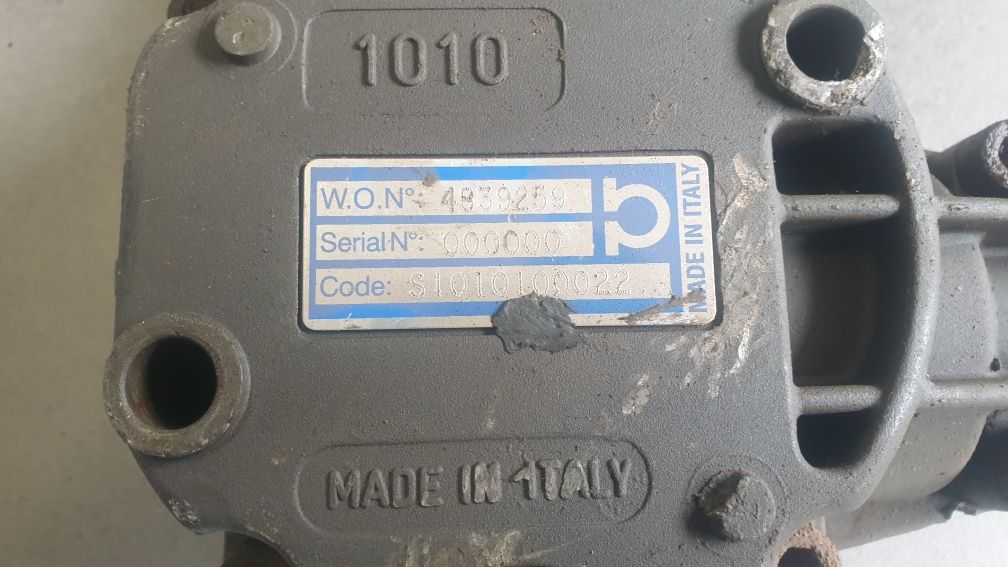 1010
W.O.N°: 4839259
Serial N°: 000000
Code: S1010100022
MADE IN ITALY
MADE IN ITALY